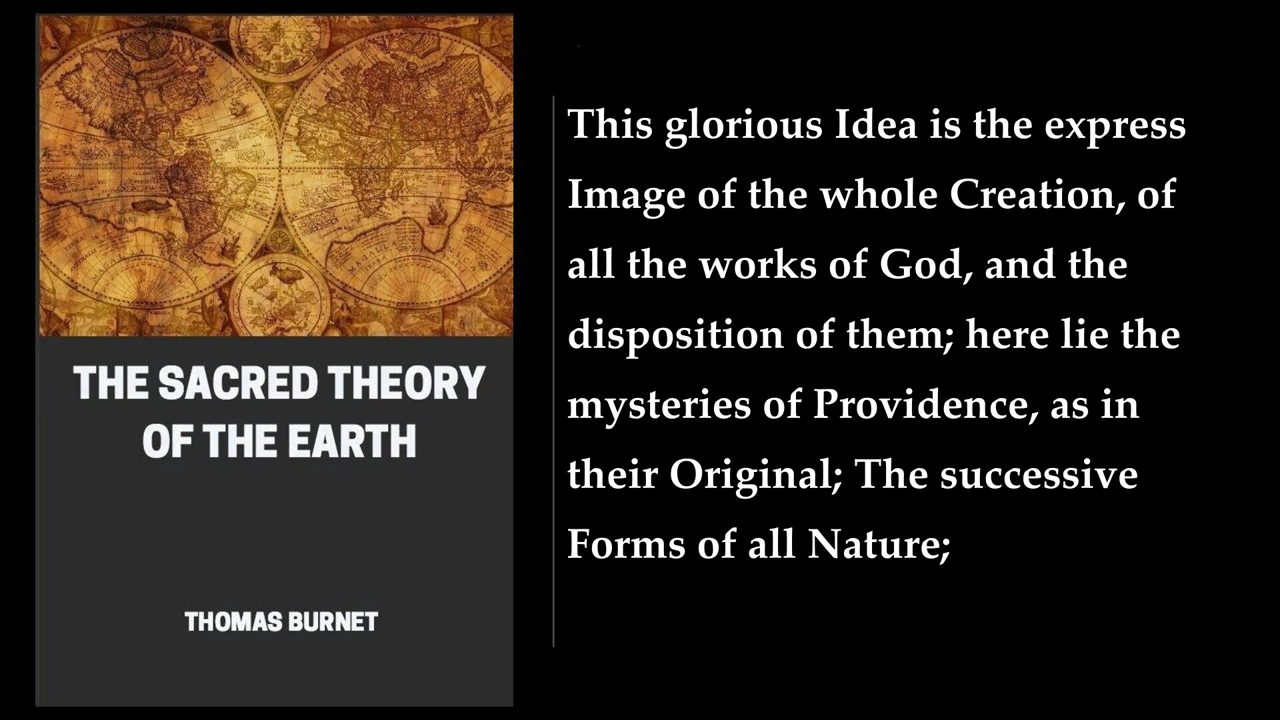 THE SACRED THEORY
OF THE EARTH
THOMAS BURNET
This glorious Idea is the express
Image of the whole Creation, of
all the works of God, and the
disposition of them; here lie the
mysteries of Providence, as in
their Original; The successive
Forms of all Nature;